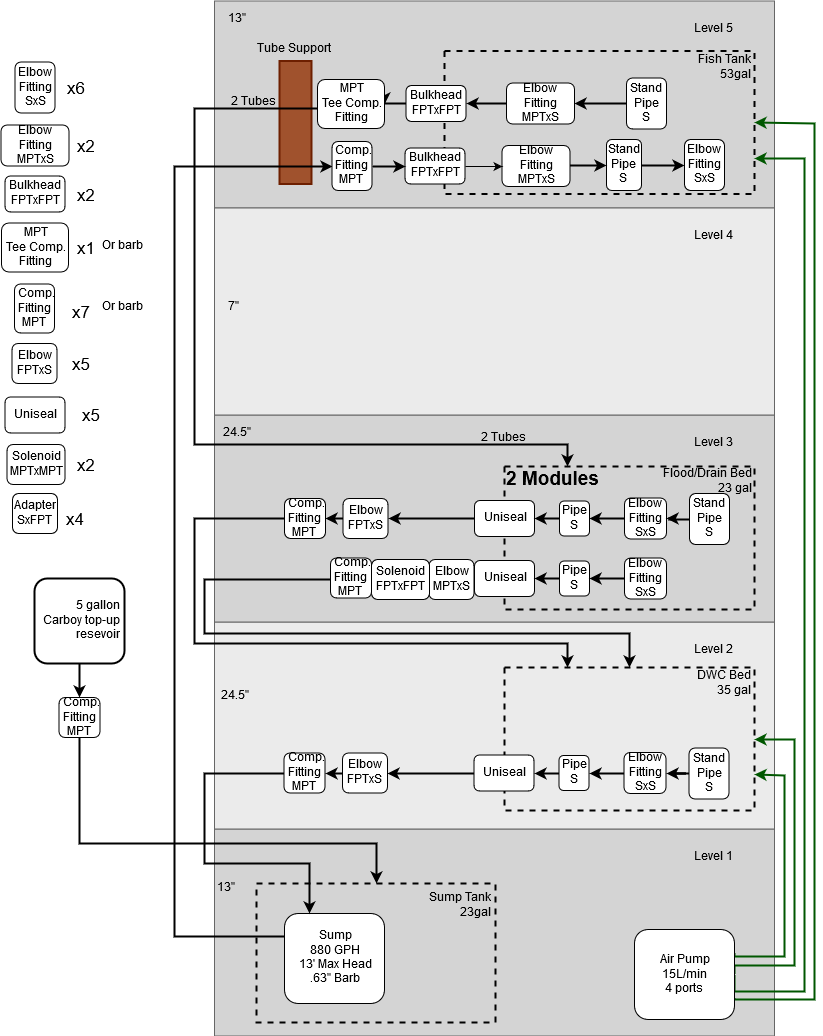 13"
Level 5
Tube Support
Fish Tank
53gal
2 Tubes
MPT
Tee Comp.
Fitting
Bulkhead
FPTxFPT
Elbow
Fitting
MPTxS
Stand
Pipe
S
Comp.
Fitting
MPT
Bulkhead
FPTxFPT
Elbow
Fitting
MPTxS
Stand
Pipe
S
Elbow
Fitting
SxS
Elbow
Fitting
SxS
x6
Elbow
Fitting
MPTxS
x2
Bulkhead
FPTxFPT
x2
MPT
Tee Comp.
Fitting
x1
Or barb
Comp.
Fitting
MPT
x7
Or barb
Elbow
FPTxS
x5
Uniseal
x5
Solenoid
MPTxMPT
x2
Adapter
SxFPT
x4
Level 4
7"
24.5"
Level 3
2 Tubes
2 Modules
Flood/Drain Bed
23 gal
Comp.
Fitting
MPT
Elbow
FPTxS
Uniseal
Pipe
S
Elbow
Fitting
SxS
Stand
Pipe
S
Comp.
Fitting
MPT
Solenoid
FPTxFPT
Elbow
MPTxS
Uniseal
Pipe
S
Elbow
Fitting
SxS
5 gallon
Carboy top-up
resevoir
Comp.
Fitting
MPT
Level 2
24.5"
DWC Bed
35 gal
Comp.
Fitting
MPT
Elbow
FPTxS
Uniseal
Pipe
S
Elbow
Fitting
SxS
Stand
Pipe
S
Level 1
13"
Sump Tank
23gal
Sump
880 GPH
13' Max Head
.63" Barb
Air Pump
15L/min
4 ports